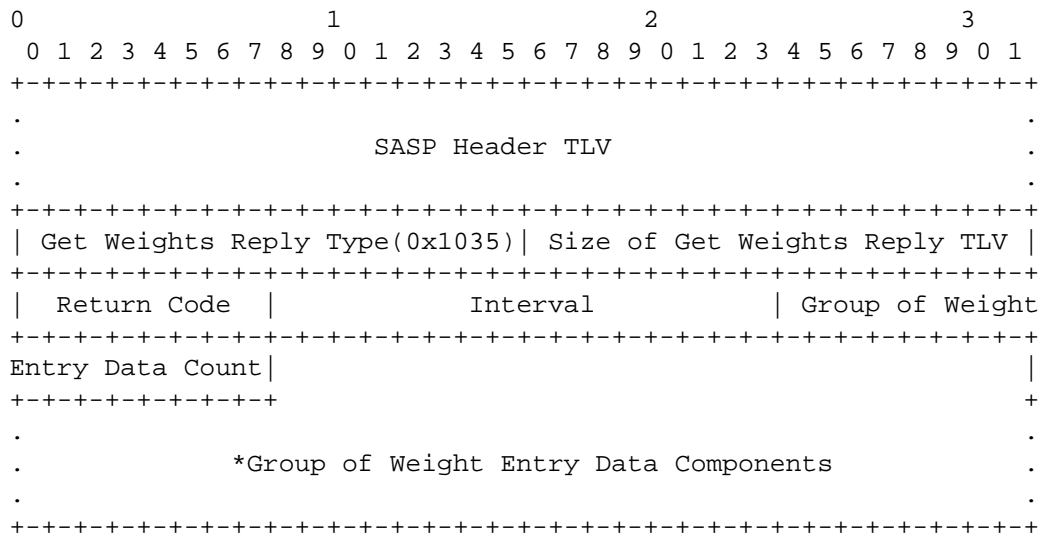 0                   1                   2                   3
 0 1 2 3 4 5 6 7 8 9 0 1 2 3 4 5 6 7 8 9 0 1 2 3 4 5 6 7 8 9 0 1
+-+-+-+-+-+-+-+-+-+-+-+-+-+-+-+-+-+-+-+-+-+-+-+-+-+-+-+-+-+-+-+-+
.                                                               .
.                      SASP Header TLV                          .
.                                                               .
+-+-+-+-+-+-+-+-+-+-+-+-+-+-+-+-+-+-+-+-+-+-+-+-+-+-+-+-+-+-+-+-+
| Get Weights Reply Type(0x1035)| Size of Get Weights Reply TLV |
+-+-+-+-+-+-+-+-+-+-+-+-+-+-+-+-+-+-+-+-+-+-+-+-+-+-+-+-+-+-+-+-+
|  Return Code  |            Interval           | Group of Weight
+-+-+-+-+-+-+-+-+-+-+-+-+-+-+-+-+-+-+-+-+-+-+-+-+-+-+-+-+-+-+-+-+
Entry Data Count|                                               |
+-+-+-+-+-+-+-+-+                                               +
.                                                               .
.             *Group of Weight Entry Data Components            .
.                                                               .
+-+-+-+-+-+-+-+-+-+-+-+-+-+-+-+-+-+-+-+-+-+-+-+-+-+-+-+-+-+-+-+-+